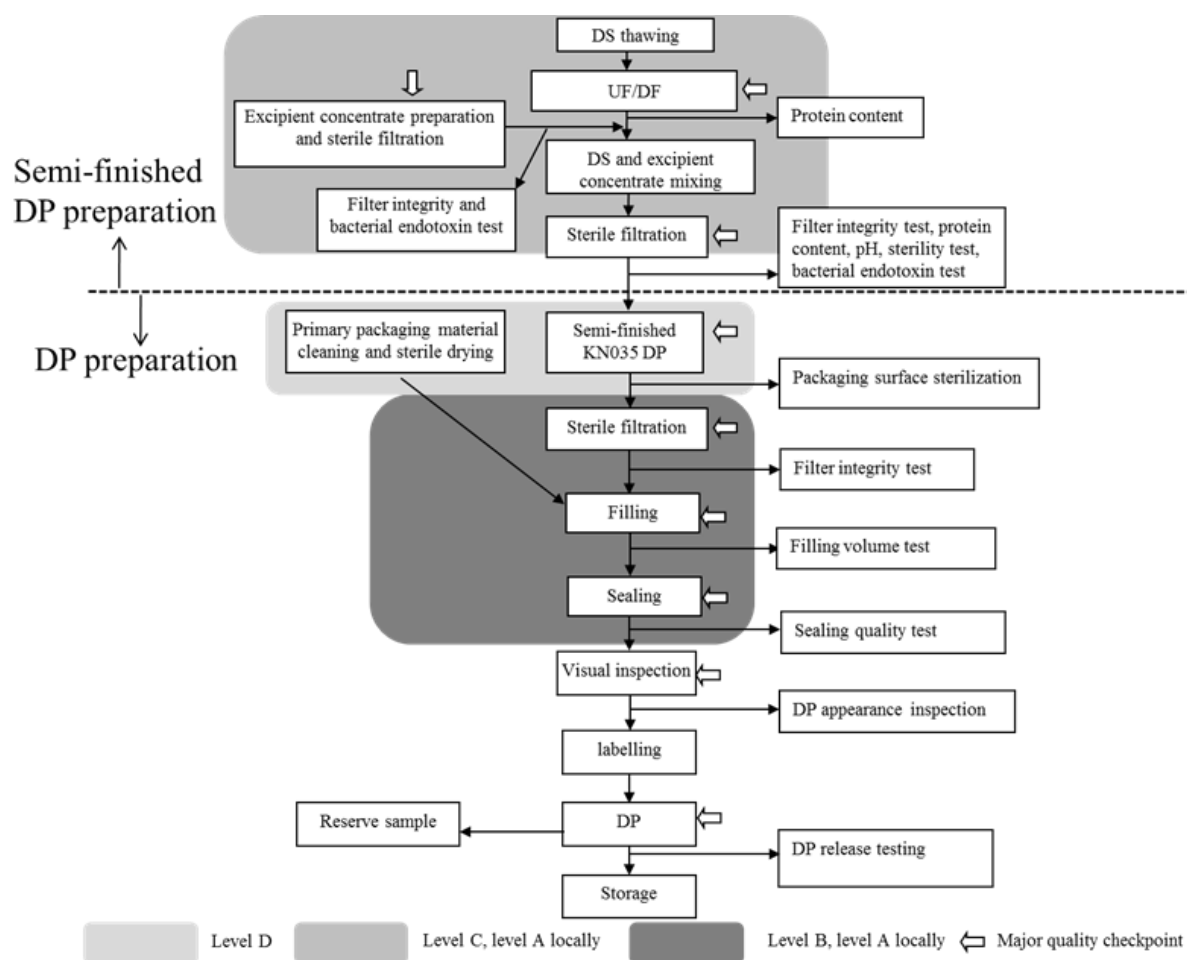 DS thawing
UF/DF
Excipient concentrate preparation
and sterile filtration
Protein content
DS and excipient
concentrate mixing
Semi-finished
DP preparation
Filter integrity and
bacterial endotoxin test
Sterile filtration
Filter integrity test, protein
content, pH, sterility test,
bacterial endotoxin test
DP preparation
Primary packaging material
cleaning and sterile drying
Semi-finished
KN035 DP
Packaging surface sterilization
Sterile filtration
Filter integrity test
Filling
Filling volume test
Sealing
Sealing quality test
Visual inspection
DP appearance inspection
labelling
Reserve sample
DP
DP release testing
Storage
Level D
Level C, level A locally
Level B, level A locally
Major quality checkpoint